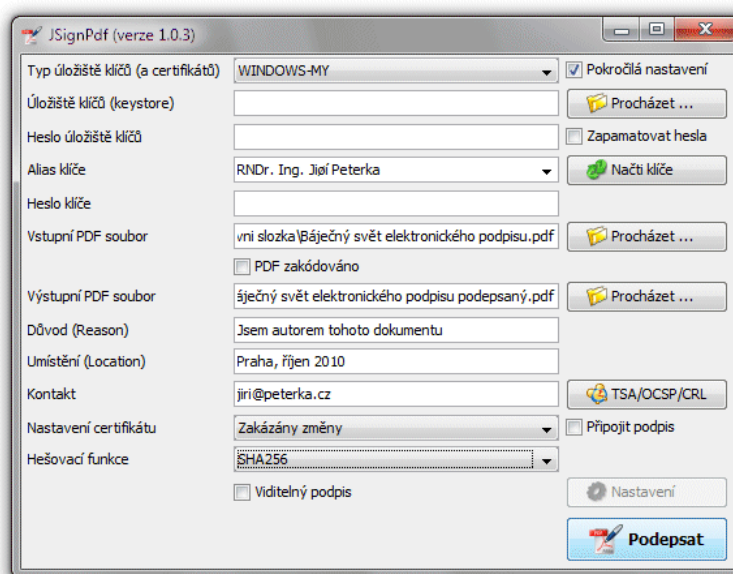 JSignPdf (verze 1.0.3)
Typ úložiště klíčů (a certifikátů) WINDOWS-MY Pokročilá nastavení
Úložiště klíčů (keystore) Procházet ...
Heslo úložiště klíčů Zapamatovat hesla
Alias klíče RNDr. Ing. Jiøí Peterka Načti klíče
Heslo klíče
Vstupní PDF soubor vni slozka\Báječný svět elektronického podpisu.pdf Procházet ...
PDF zakódováno
Výstupní PDF soubor áječný svět elektronického podpisu podepsaný.pdf Procházet ...
Důvod (Reason) Jsem autorem tohoto dokumentu
Umístění (Location) Praha, říjen 2010
Kontakt jiri@peterka.cz TSA/OCSP/CRL
Nastavení certifikátu Zakázány změny Připojit podpis
Hešovací funkce SHA256
Viditelný podpis Nastavení
Podepsat